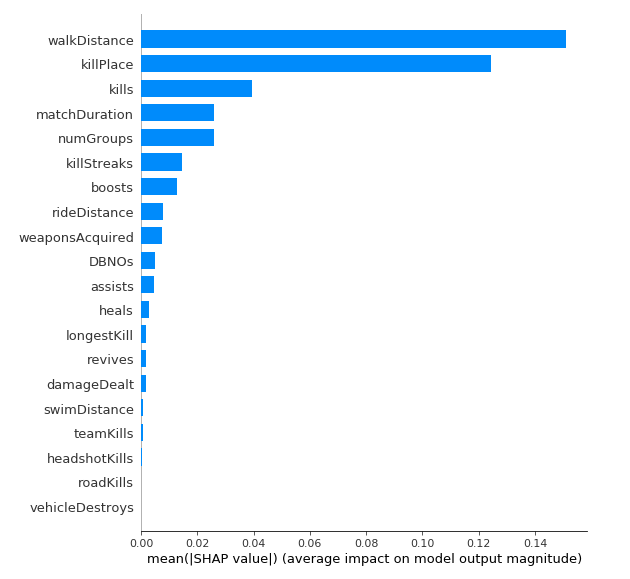 walkDistance
killPlace
kills
matchDuration
numGroups
killStreaks
boosts
rideDistance
weaponsAcquired
DBNOs
assists
heals
longestKill
revives
damageDealt
swimDistance
teamKills
headshotKills
roadKills
vehicleDestroys
0.00 0.02 0.04 0.06 0.08 0.10 0.12 0.14
mean(|SHAP value|) (average impact on model output magnitude)